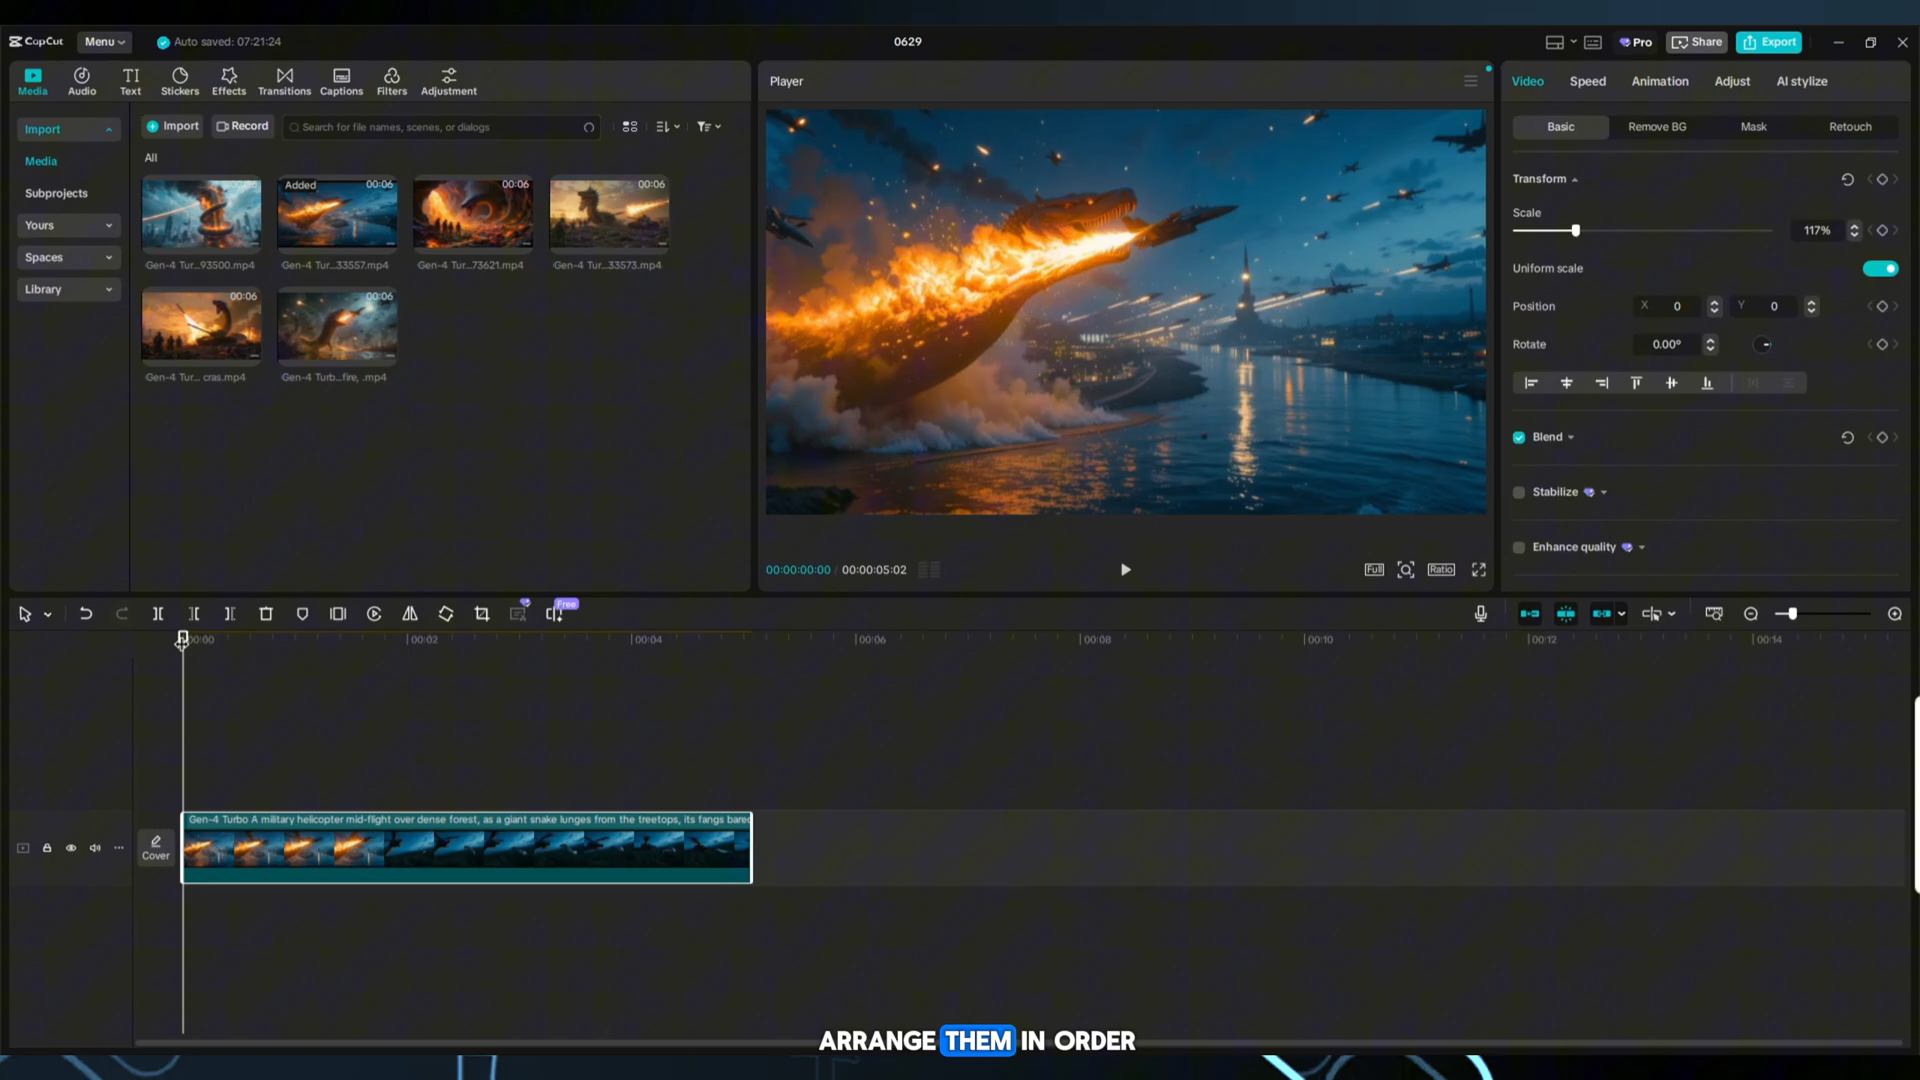 CapCut
Menu
Auto saved: 07:21:24
0629
Pro
Share
Export
Media
Audio
TI
Text
Stickers
Effects
Transitions
Captions
Filters
Adjustment
Player
Video
Speed
Animation
Adjust
AI stylize
Import
Media
Subprojects
Yours
Spaces
Library
Import
Record
Search for file names, scenes, or dialogs
All
Added
00:06
00:06
00:06
Gen-4 Tur...93500.mp4
Gen-4 Tur...33557.mp4
Gen-4 Tur...73621.mp4
Gen-4 Tur...33573.mp4
00:06
00:06
Gen-4 Tur... cras.mp4
Gen-4 Turb...fire, .mp4
00:00:00:00 / 00:00:05:02
Full
Ratio
Basic
Remove BG
Mask
Retouch
Transform
Scale
117%
Uniform scale
Position
X 0
Y 0
Rotate
0.00°
Blend
Stabilize
Enhance quality
Free
00:00
00:02
00:04
00:06
00:08
00:10
00:12
00:14
Gen-4 Turbo A military helicopter mid-flight over dense forest, as a giant snake lunges from the treetops, its fangs bared
Cover
ARRANGE THEM IN ORDER